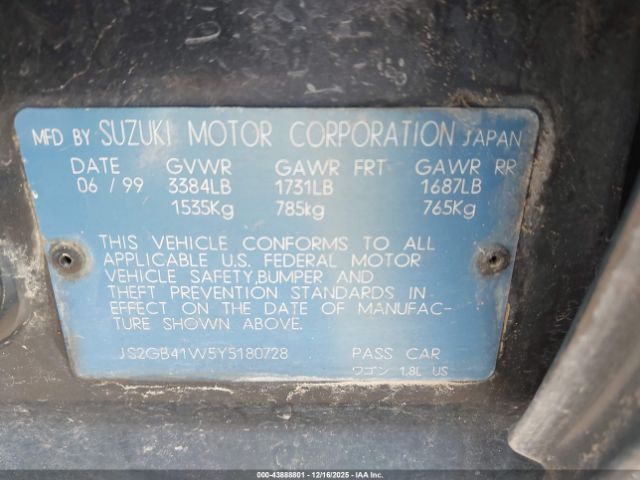 MFD BY SUZUKI MOTOR CORPORATION JAPAN
DATE GVWR GAWR FRT GAWR RR
06 / 99 3384LB 1731LB 1687LB
1535Kg 785kg 765Kg
THIS VEHICLE CONFORMS TO ALL
APPLICABLE U.S. FEDERAL MOTOR
VEHICLE SAFETY,BUMPER AND
THEFT PREVENTION STANDARDS IN
EFFECT ON THE DATE OF MANUFAC-
TURE SHOWN ABOVE.
JS2GB41W5Y5180728 PASS CAR
ワゴン 1.8L US
000-43888801 - 12/16/2025 - IAA Inc.